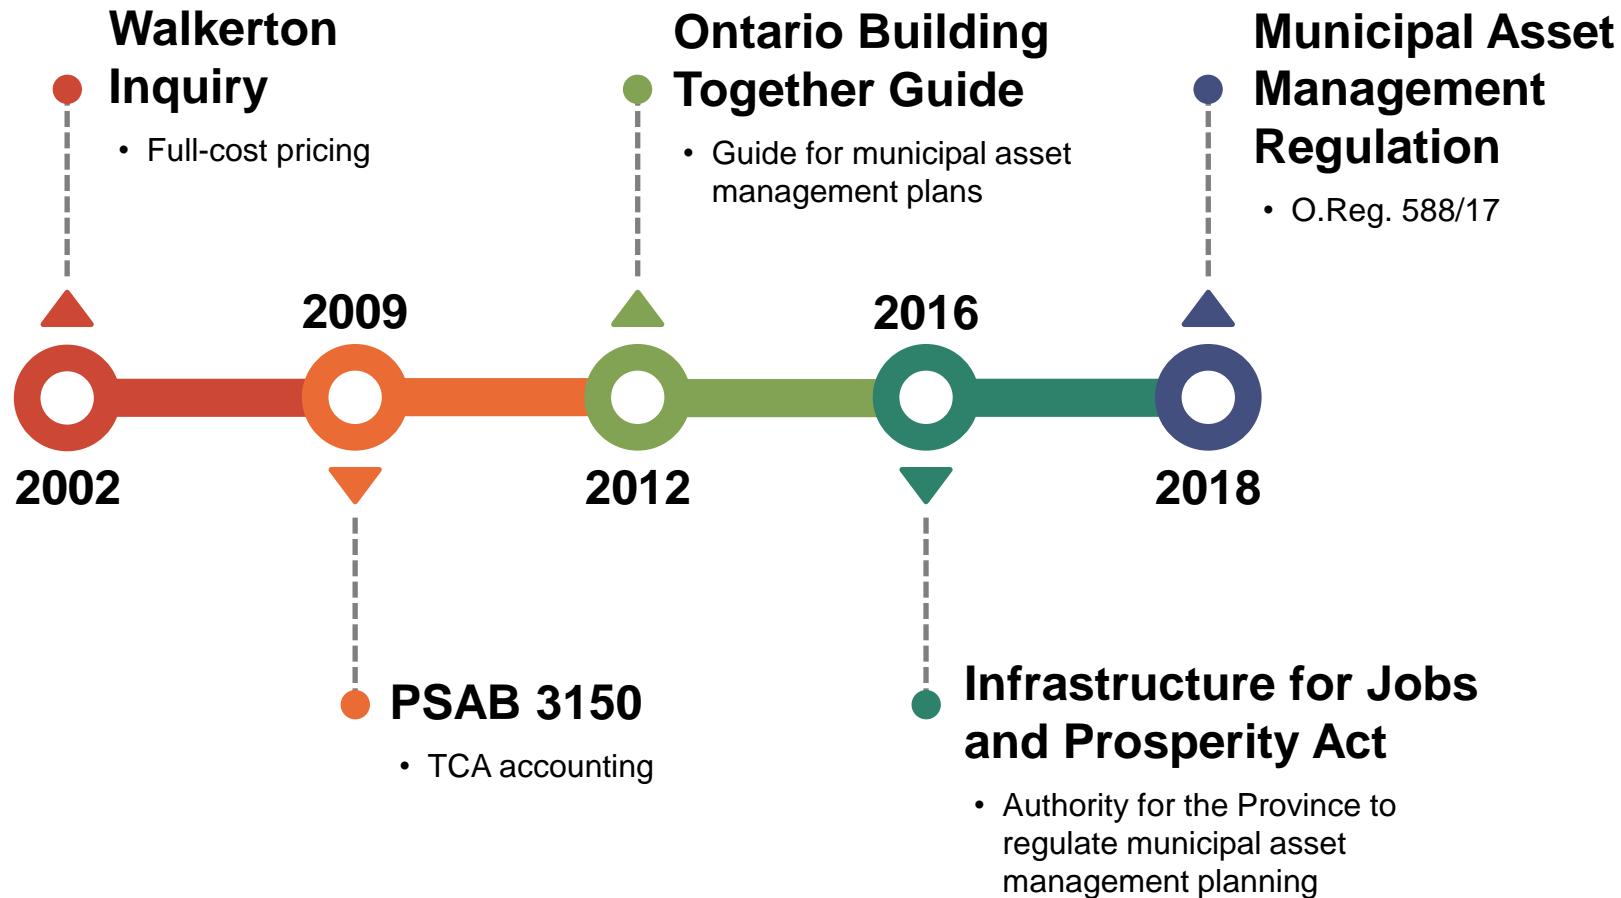 Walkerton
Inquiry
• Full-cost pricing
Ontario Building
Together Guide
• Guide for municipal asset
management plans
Municipal Asset
Management
Regulation
• O.Reg. 588/17
2009
2016
2002
2012
2018
PSAB 3150
• TCA accounting
Infrastructure for Jobs
and Prosperity Act
• Authority for the Province to
regulate municipal asset
management planning